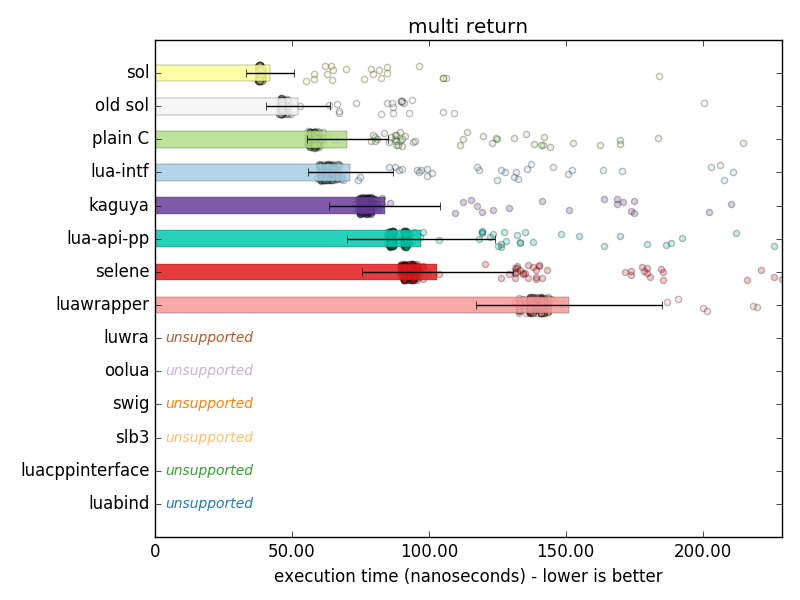 multi return
sol
old sol
plain C
lua-intf
kaguya
lua-api-pp
selene
luawrapper
luwra unsupported
oolua unsupported
swig unsupported
slb3 unsupported
luacppinterface unsupported
luabind unsupported
0 50.00 100.00 150.00 200.00
execution time (nanoseconds) - lower is better